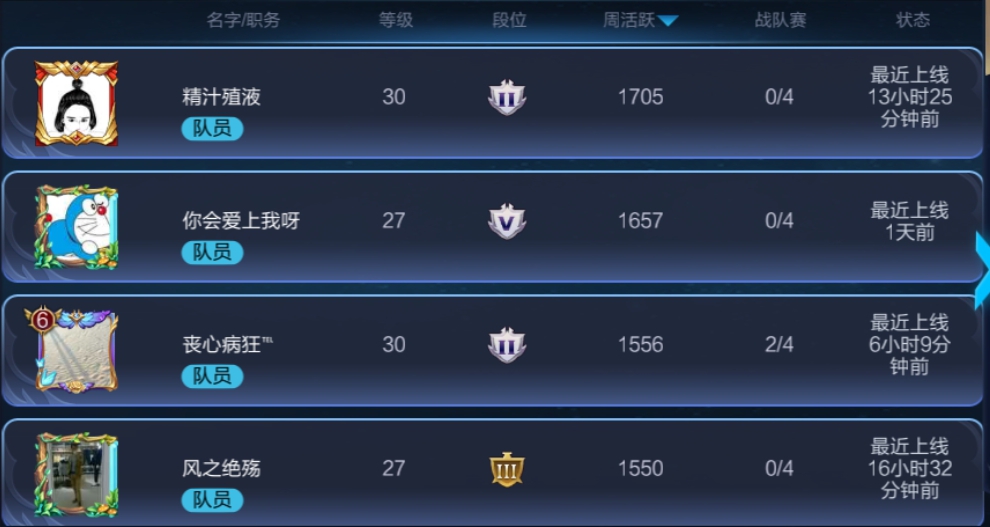 名字/职务 等级 段位 周活跃 战队赛 状态
精汁殖液 30 II 1705 0/4 最近上线
13小时25
分钟前
队员
你会爱上我呀 27 V 1657 0/4 最近上线
1天前
队员
6
丧心病狂℡ 30 II 1556 2/4 最近上线
6小时9分
钟前
队员
风之绝殇 27 III 1550 0/4 最近上线
16小时32
分钟前
队员